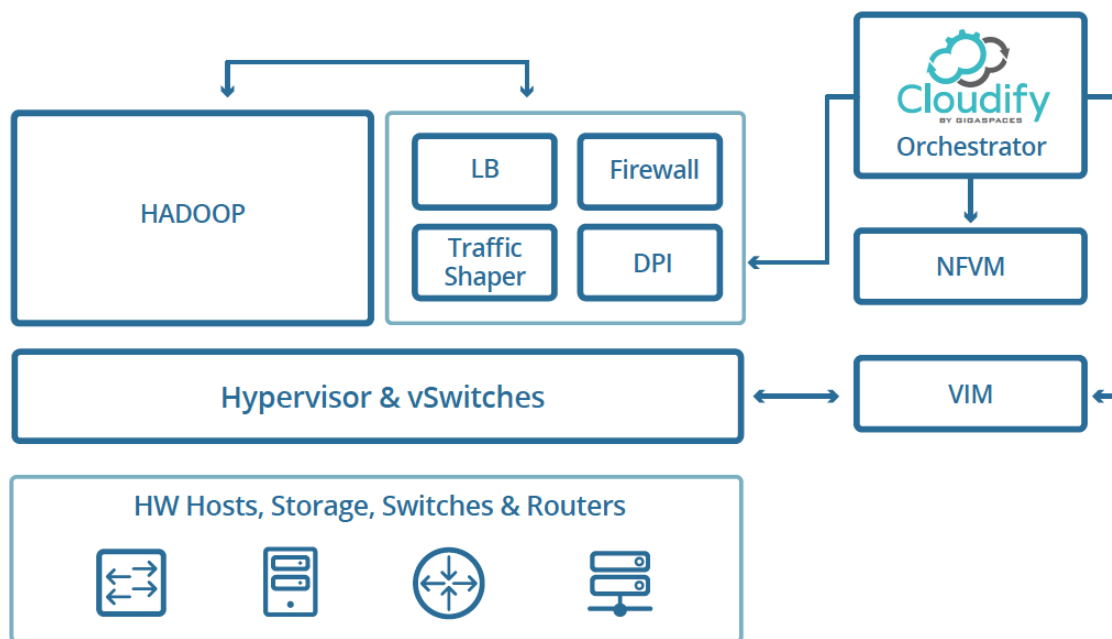 Cloudify
BY GIGASPACES
Orchestrator
HADOOP
LB
Firewall
Traffic
Shaper
DPI
NFVM
Hypervisor & vSwitches
VIM
HW Hosts, Storage, Switches & Routers